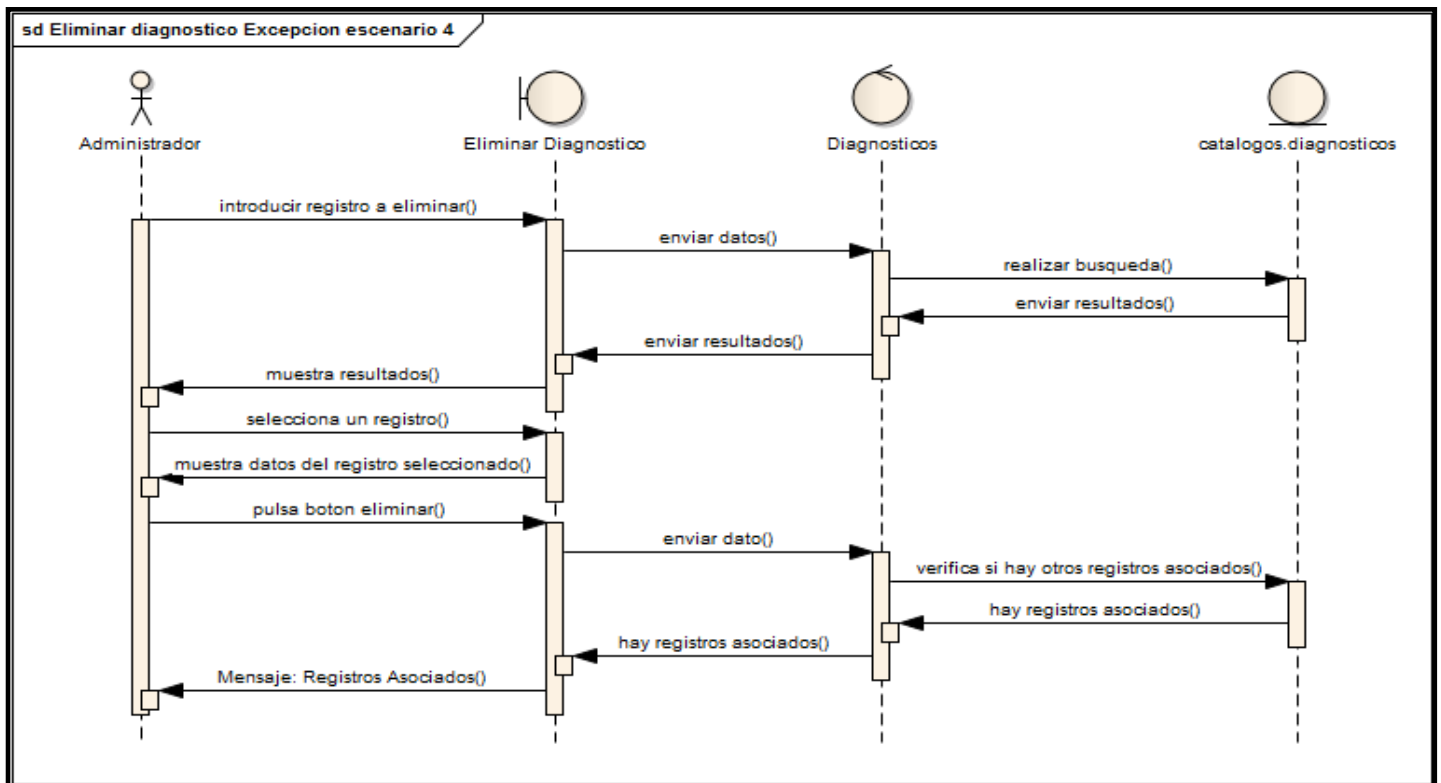 sd Eliminar diagnostico Excepcion escenario 4
Administrador
Eliminar Diagnostico
Diagnosticos
catalogos.diagnosticos
introducir registro a eliminar()
enviar datos()
realizar busqueda()
enviar resultados()
enviar resultados()
muestra resultados()
selecciona un registro()
muestra datos del registro seleccionado()
pulsa boton eliminar()
enviar dato()
verifica si hay otros registros asociados()
hay registros asociados()
hay registros asociados()
Mensaje: Registros Asociados()